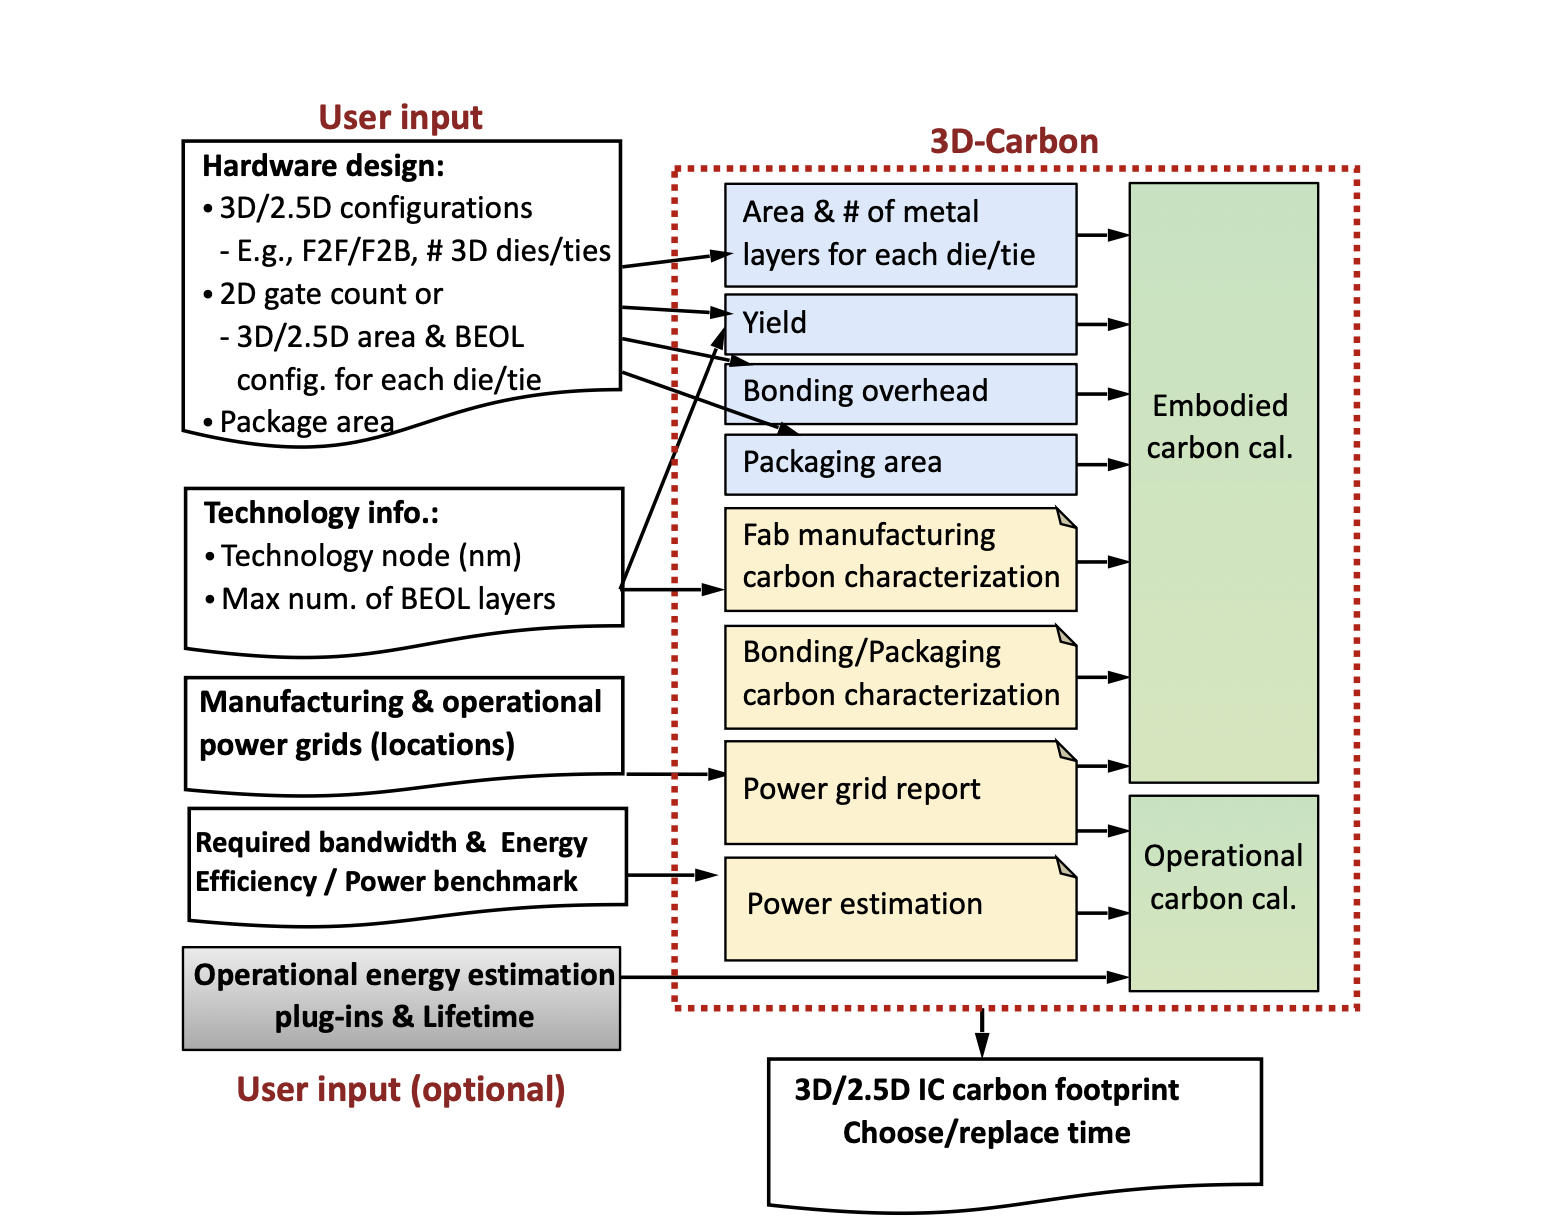 User input
Hardware design:
• 3D/2.5D configurations
- E.g., F2F/F2B, # 3D dies/ties
• 2D gate count or
- 3D/2.5D area & BEOL
config. for each die/tie
• Package area
Technology info.:
• Technology node (nm)
• Max num. of BEOL layers
Manufacturing & operational
power grids (locations)
Required bandwidth & Energy
Efficiency / Power benchmark
Operational energy estimation
plug-ins & Lifetime
User input (optional)
3D-Carbon
Area & # of metal
layers for each die/tie
Yield
Bonding overhead
Packaging area
Fab manufacturing
carbon characterization
Bonding/Packaging
carbon characterization
Power grid report
Power estimation
Embodied
carbon cal.
Operational
carbon cal.
3D/2.5D IC carbon footprint
Choose/replace time